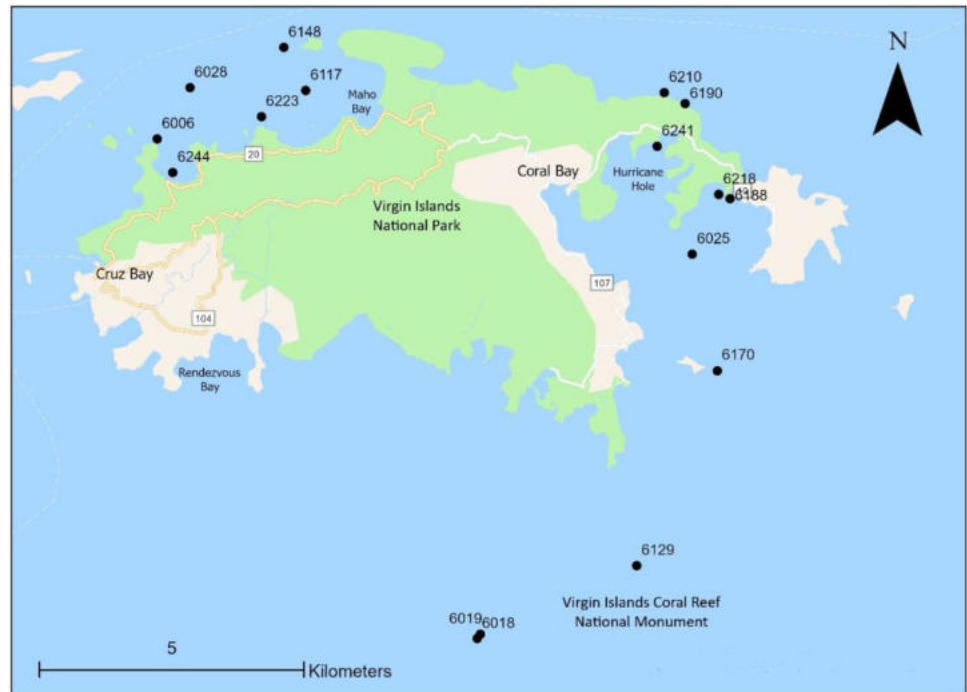 6148
N
6028
6117
6210
6190
Maho
Bay
6223
6006
6241
20
6244
Coral Bay
Hurricane
Hole
6218
6188
Virgin Islands
National Park
6025
Cruz Bay
107
104
6170
Rendezvous
Bay
6129
Virgin Islands Coral Reef
National Monument
6019
6018
5
Kilometers